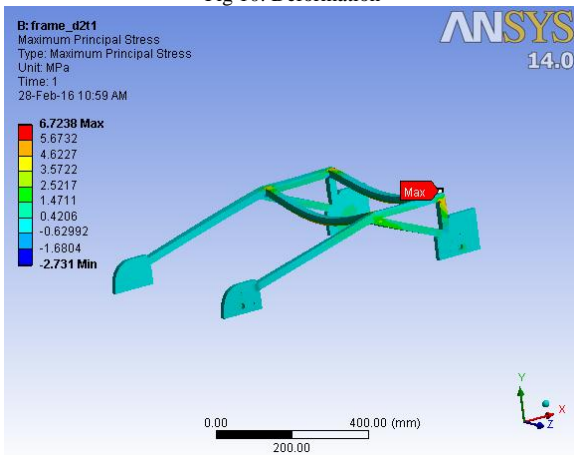 Fig 10: Deformation
B: frame_d2t1
Maximum Principal Stress
Type: Maximum Principal Stress
Unit: MPa
Time: 1
28-Feb-16 10:59 AM
ANSYS
14.0
6.7238 Max
5.6732
4.6227
3.5722
2.5217
1.4711
0.4206
-0.62992
-1.6804
-2.731 Min
Max
Y
X
Z
0.00
400.00 (mm)
200.00